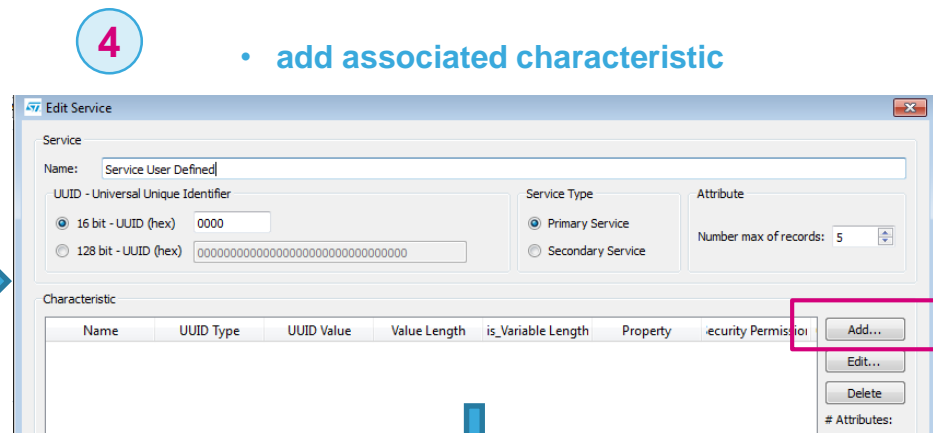 4
• add associated characteristic
Edit Service
Service
Name: Service User Defined
UUID - Universal Unique Identifier
Service Type
Attribute
16 bit - UUID (hex) 0000
Primary Service
Number max of records: 5
128 bit - UUID (hex) 00000000000000000000000000000000
Secondary Service
Characteristic
Name UUID Type UUID Value Value Length is_Variable Length Property ecurity Permission
Add...
Edit...
Delete
# Attributes: